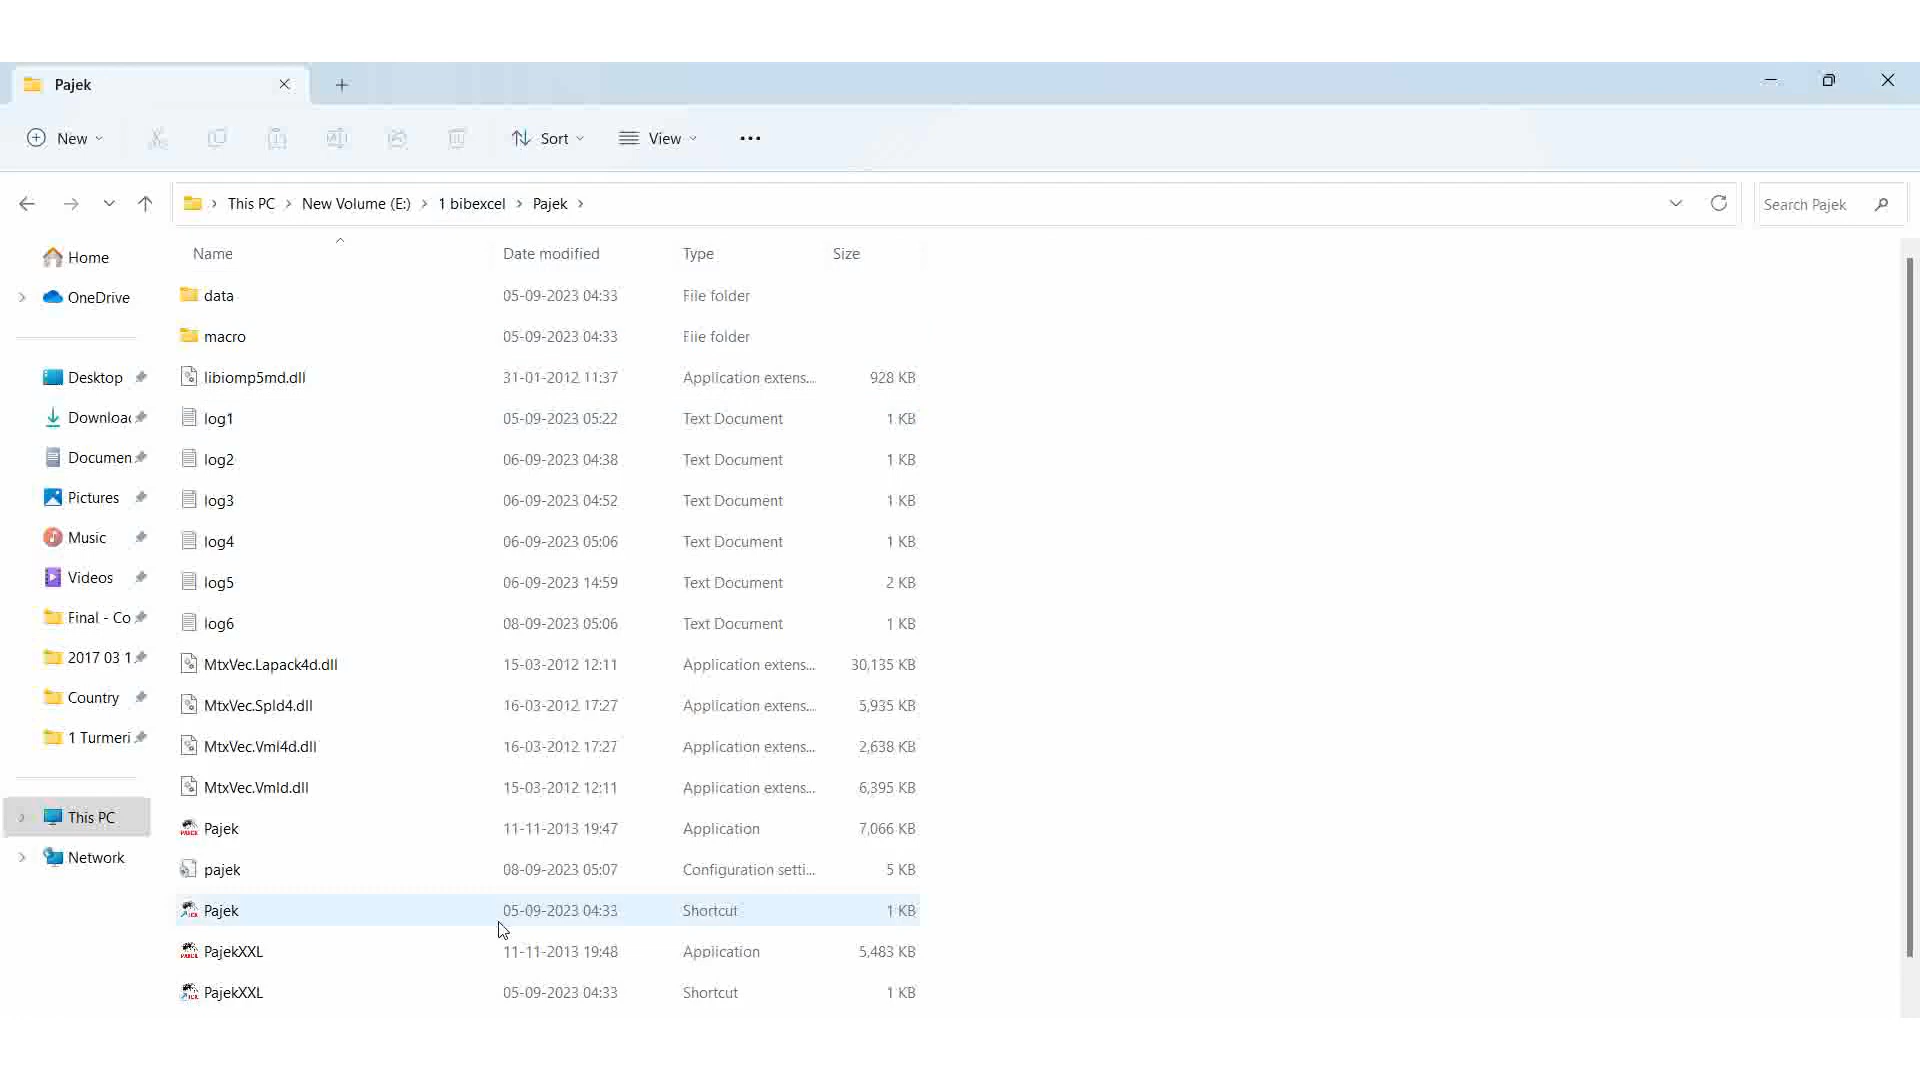 Pajek
New Sort View
This PC New Volume (E:) 1 bibexcel Pajek Search Pajek
Home
OneDrive
Desktop
Downloac
Documen
Pictures
Music
Videos
Final - Co
2017 03 1
Country
1 Turmeri
This PC
Network
Name Date modified Type Size
data 05-09-2023 04:33 File folder
macro 05-09-2023 04:33 File folder
libiomp5md.dll 31-01-2012 11:37 Application extens... 928 KB
log1 05-09-2023 05:22 Text Document 1 KB
log2 06-09-2023 04:38 Text Document 1 KB
log3 06-09-2023 04:52 Text Document 1 KB
log4 06-09-2023 05:06 Text Document 1 KB
log5 06-09-2023 14:59 Text Document 2 KB
log6 08-09-2023 05:06 Text Document 1 KB
MtxVec.Lapack4d.dll 15-03-2012 12:11 Application extens... 30,135 KB
MtxVec.Spld4.dll 16-03-2012 17:27 Application extens... 5,935 KB
MtxVec.Vml4d.dll 16-03-2012 17:27 Application extens... 2,638 KB
MtxVec.Vmld.dll 15-03-2012 12:11 Application extens... 6,395 KB
Pajek 11-11-2013 19:47 Application 7,066 KB
pajek 08-09-2023 05:07 Configuration setti... 5 KB
Pajek 05-09-2023 04:33 Shortcut 1 KB
PajekXXL 11-11-2013 19:48 Application 5,483 KB
PajekXXL 05-09-2023 04:33 Shortcut 1 KB